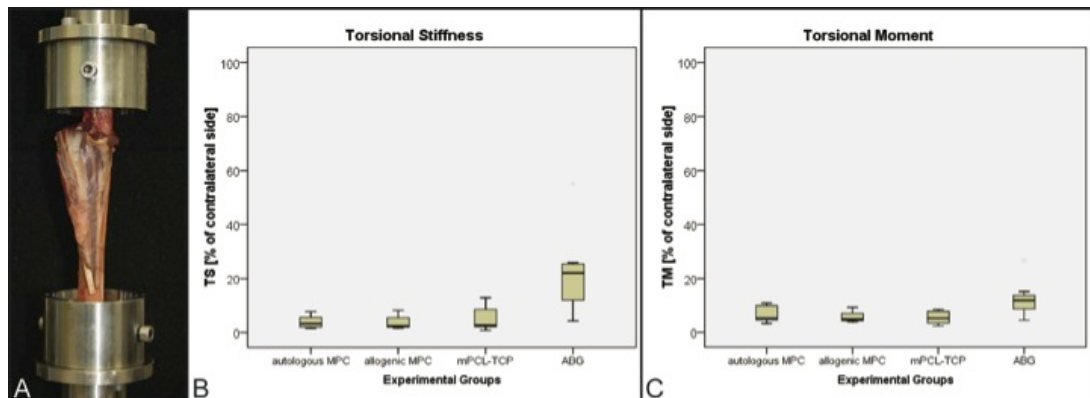 A
B
Torsional Stiffness
TS [% of contralateral side]
100
80
60
40
20
0
autologous MPC
allogenic MPC
mPCL-TCP
ABG
Experimental Groups
C
Torsional Moment
TM [% of contralateral side]
100
80
60
40
20
0
autologous MPC
allogenic MPC
mPCL-TCP
ABG
Experimental Groups